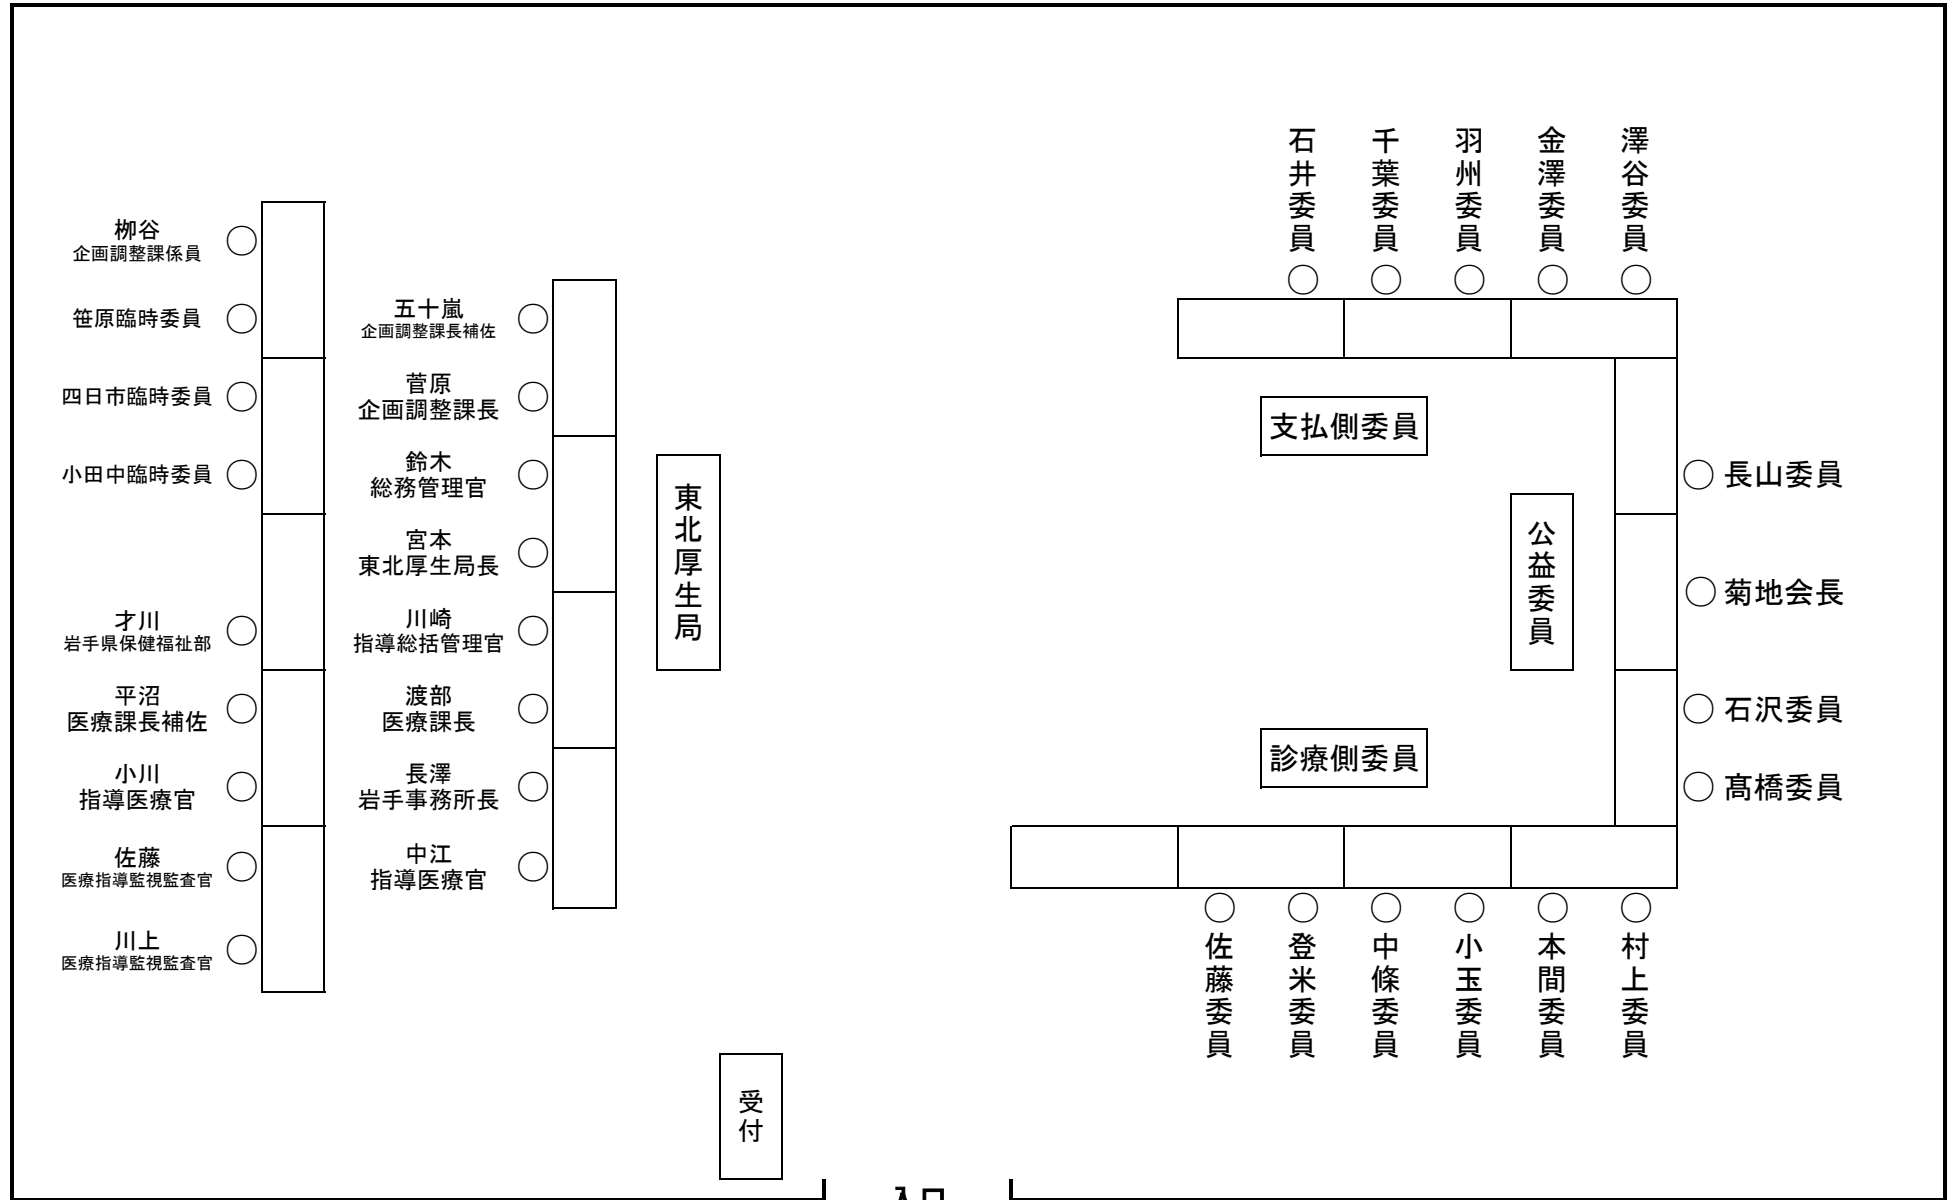 石井委員
千葉委員
羽州委員
金澤委員
澤谷委員
栁谷
企画調整課係員
笹原臨時委員
四日市臨時委員
小田中臨時委員
才川
岩手県保健福祉部
平沼
医療課長補佐
小川
指導医療官
佐藤
医療指導監視監査官
川上
医療指導監視監査官
五十嵐
企画調整課長補佐
菅原
企画調整課長
鈴木
総務管理官
宮本
東北厚生局長
川崎
指導総括管理官
渡部
医療課長
長澤
岩手事務所長
中江
指導医療官
東北厚生局
支払側委員
公益委員
診療側委員
長山委員
菊地会長
石沢委員
髙橋委員
佐藤委員
登米委員
中條委員
小玉委員
本間委員
村上委員
受付
入口